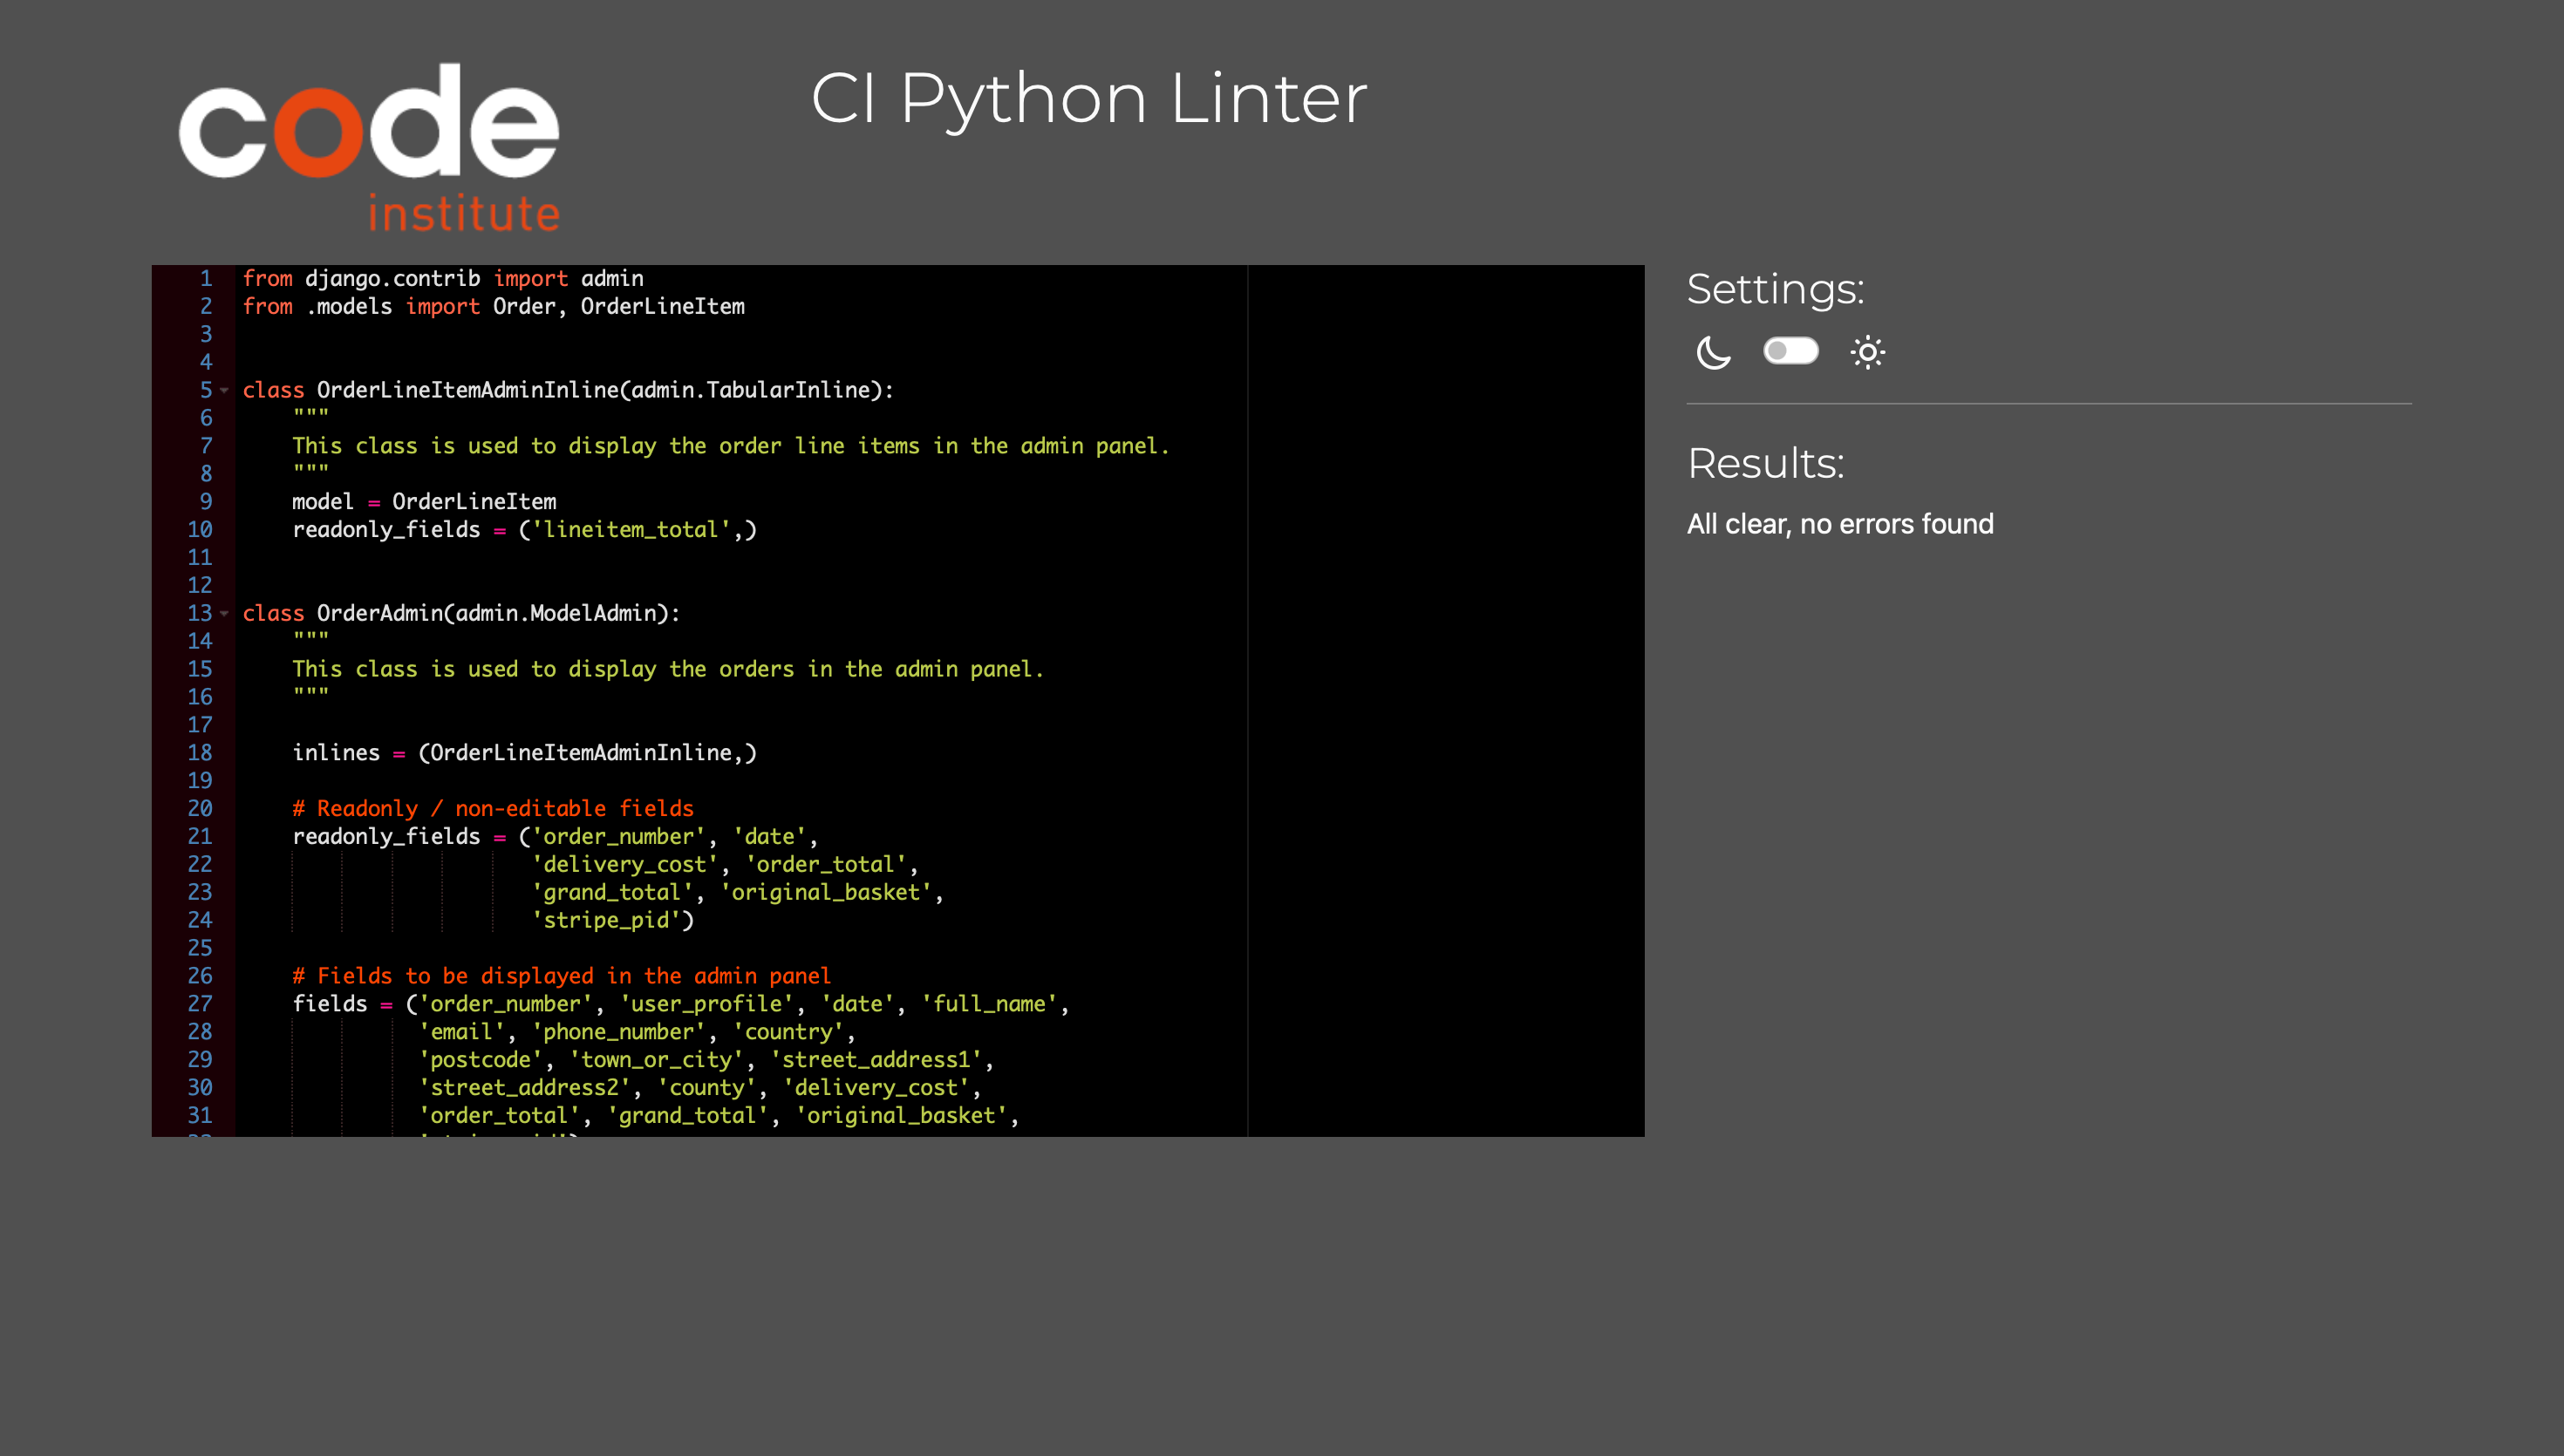 code
institute
CI Python Linter
1 from django.contrib import admin
2 from .models import Order, OrderLineItem
3
4
5 class OrderLineItemAdminInline(admin.TabularInline):
6     """
7     This class is used to display the order line items in the admin panel.
8     """
9     model = OrderLineItem
10     readonly_fields = ('lineitem_total',)
11
12
13 class OrderAdmin(admin.ModelAdmin):
14     """
15     This class is used to display the orders in the admin panel.
16     """
17
18     inlines = (OrderLineItemAdminInline,)
19
20     # Readonly / non-editable fields
21     readonly_fields = ('order_number', 'date',
22                        'delivery_cost', 'order_total',
23                        'grand_total', 'original_basket',
24                        'stripe_pid')
25
26     # Fields to be displayed in the admin panel
27     fields = ('order_number', 'user_profile', 'date', 'full_name',
28               'email', 'phone_number', 'country',
29               'postcode', 'town_or_city', 'street_address1',
30               'street_address2', 'county', 'delivery_cost',
31               'order_total', 'grand_total', 'original_basket',
Settings:
Results:
All clear, no errors found